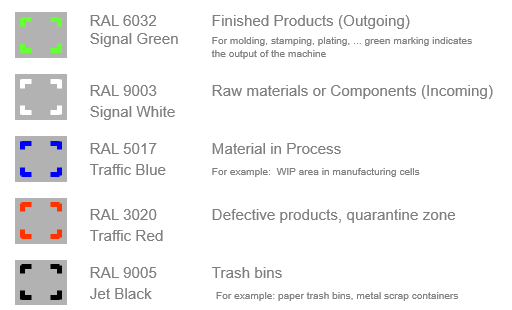 RAL 6032
Signal Green
Finished Products (Outgoing)
For molding, stamping, plating, ... green marking indicates
the output of the machine
RAL 9003
Signal White
Raw materials or Components (Incoming)
RAL 5017
Traffic Blue
Material in Process
For example: WIP area in manufacturing cells
RAL 3020
Traffic Red
Defective products, quarantine zone
RAL 9005
Jet Black
Trash bins
For example: paper trash bins, metal scrap containers